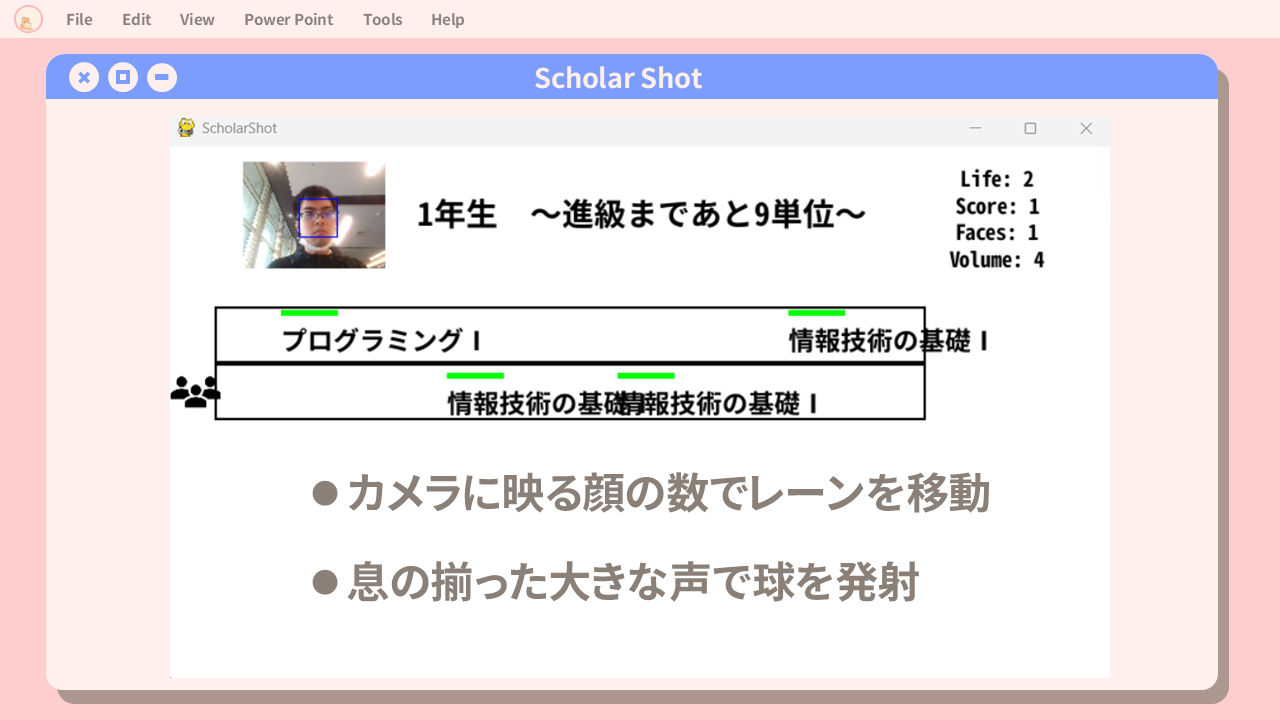 File Edit View Power Point Tools Help
Scholar Shot
ScholarShot
1年生　～進級まであと9単位～
Life: 2
Score: 1
Faces: 1
Volume: 4
プログラミング I
情報技術の基礎 I
情報技術の基礎
情報技術の基礎 I
●カメラに映る顔の数でレーンを移動
●息の揃った大きな声で球を発射